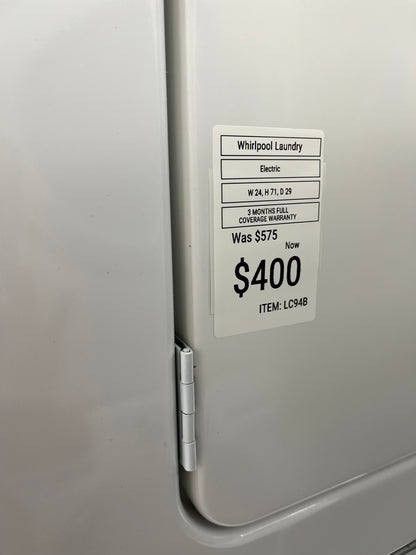 Whirlpool Laundry
Electric
W 24, H 71, D 29
3 MONTHS FULL
COVERAGE WARRANTY
Was $575
Now
$400
ITEM: LC94B